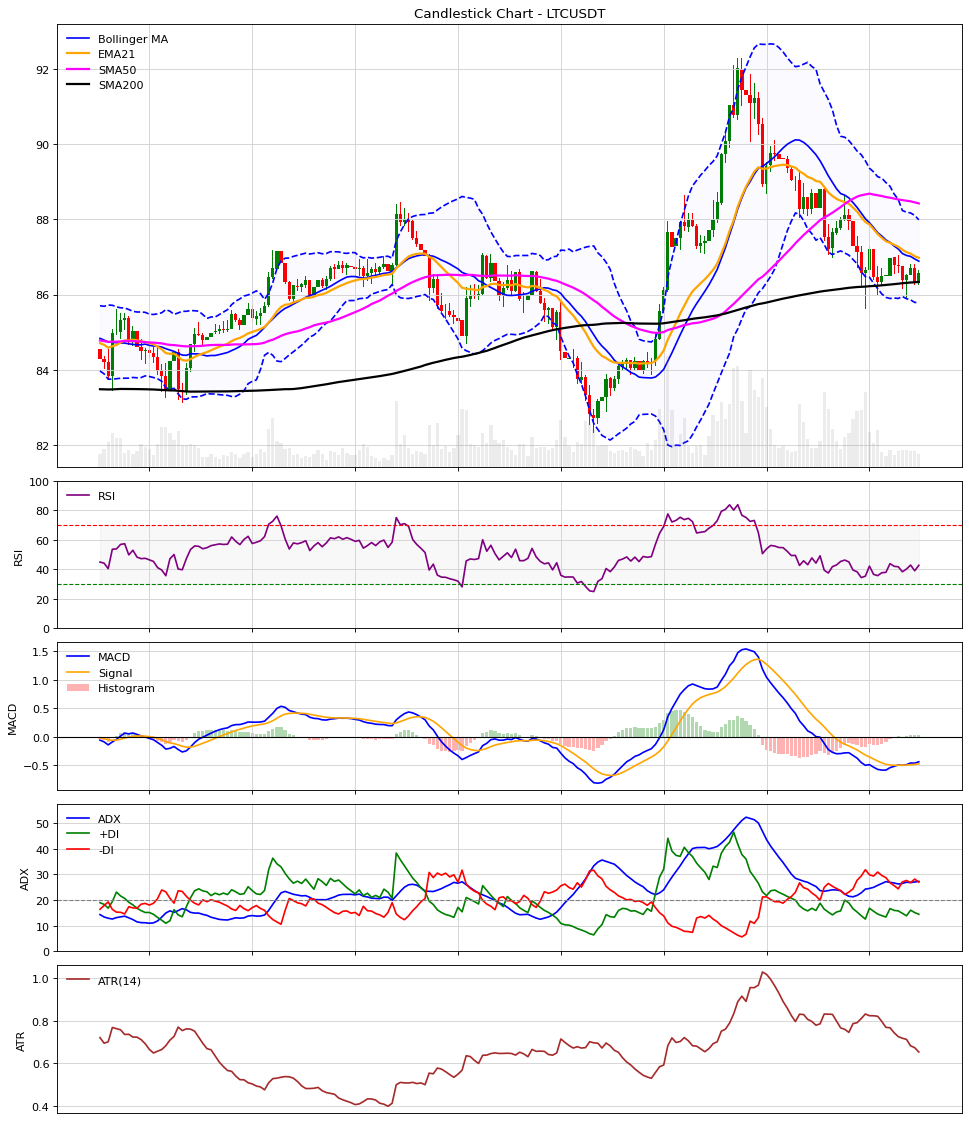 Candlestick Chart - LTCUSDT
Bollinger MA
EMA21
SMA50
SMA200
92
90
88
86
84
82
RSI
100
80
60
40
20
0
RSI
MACD
Signal
Histogram
1.5
1.0
0.5
0.0
−0.5
MACD
ADX
+DI
-DI
50
40
30
20
10
0
ADX
ATR(14)
1.0
0.8
0.6
0.4
ATR